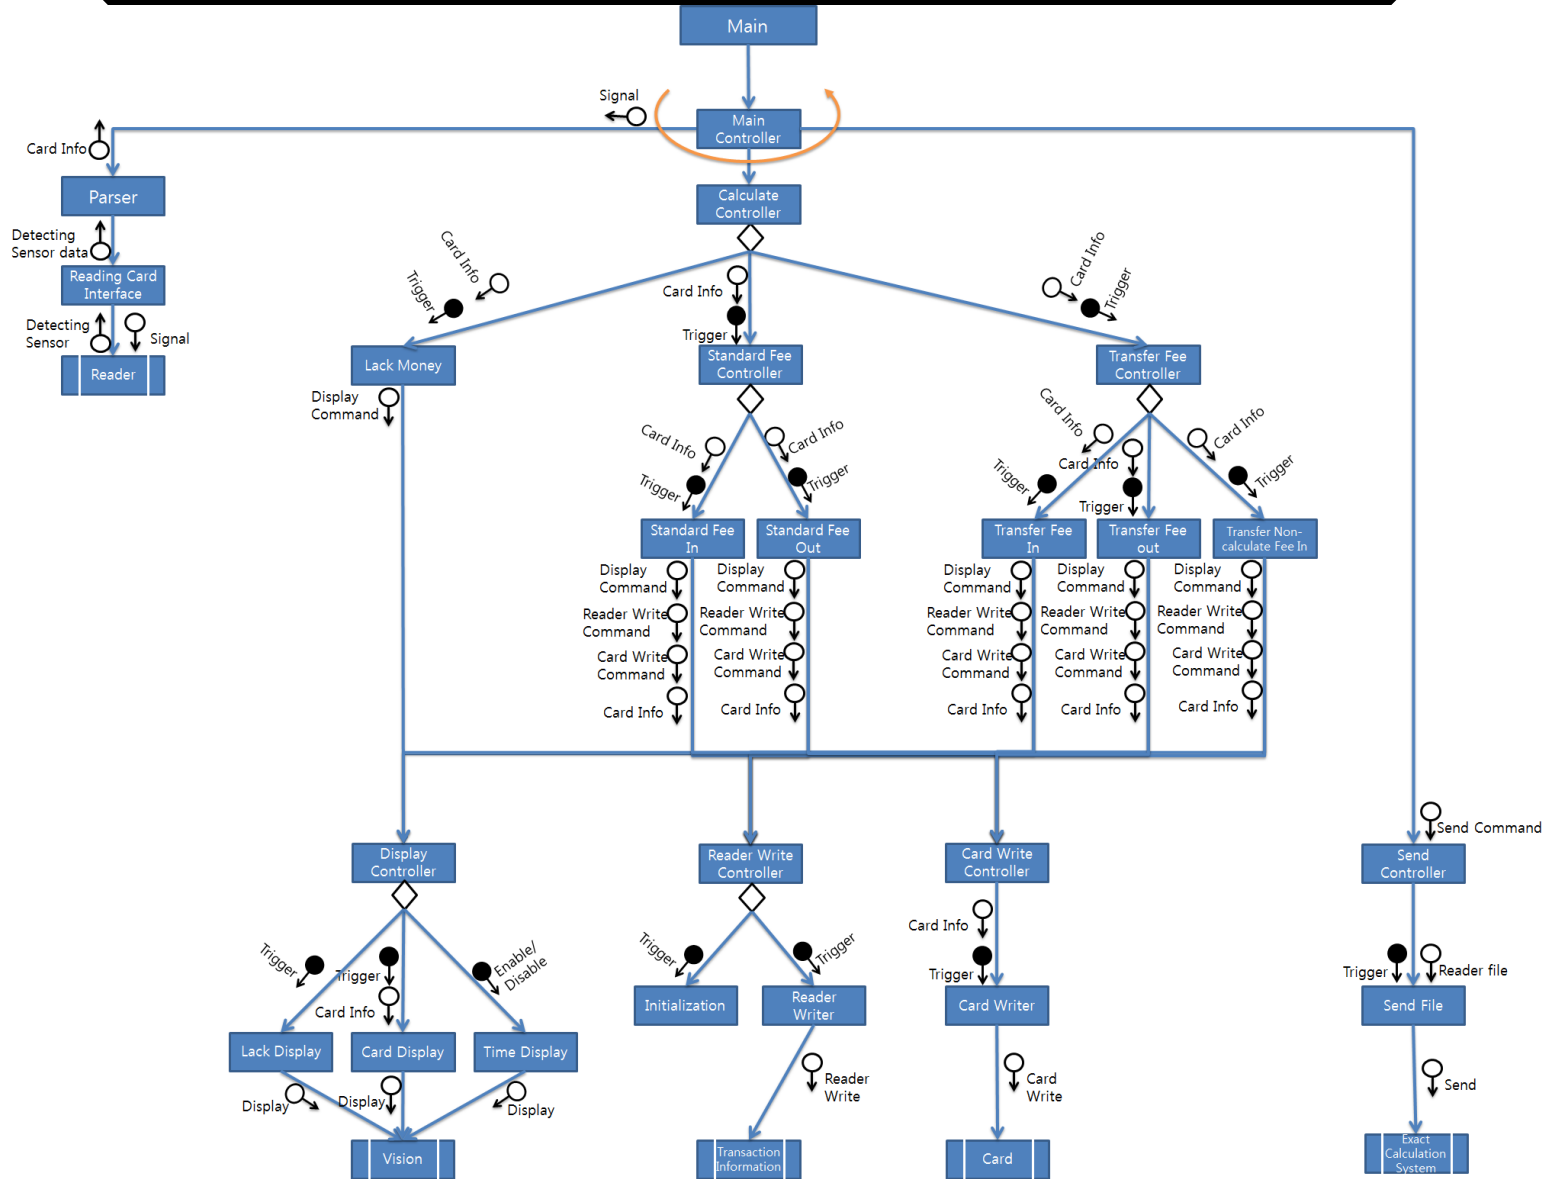 Main
Signal
Main
Controller
Card Info
Parser
Calculate
Controller
Detecting
Sensor data
Card Info
Trigger
Card Info
Trigger
Card Info
Trigger
Reading Card
Interface
Detecting
Sensor
Signal
Reader
Lack Money
Standard Fee
Controller
Transfer Fee
Controller
Display
Command
Card Info
Trigger
Card Info
Trigger
Card Info
Trigger
Card Info
Trigger
Card Info
Trigger
Standard Fee
In
Standard Fee
Out
Transfer Fee
In
Transfer Fee
out
Transfer Non-
calculate Fee In
Display
Command
Reader Write
Command
Card Write
Command
Card Info
Display
Command
Reader Write
Command
Card Write
Command
Card Info
Display
Command
Reader Write
Command
Card Write
Command
Card Info
Display
Command
Reader Write
Command
Card Write
Command
Card Info
Display
Command
Reader Write
Command
Card Write
Command
Card Info
Send Command
Display
Controller
Reader Write
Controller
Card Write
Controller
Send
Controller
Trigger
Trigger
Card Info
Enable/
Disable
Trigger
Trigger
Card Info
Trigger
Trigger
Reader file
Initialization
Reader
Writer
Card Writer
Send File
Lack Display
Card Display
Time Display
Display
Display
Display
Reader
Write
Card
Write
Send
Vision
Transaction
Information
Card
Exact
Calculation
System